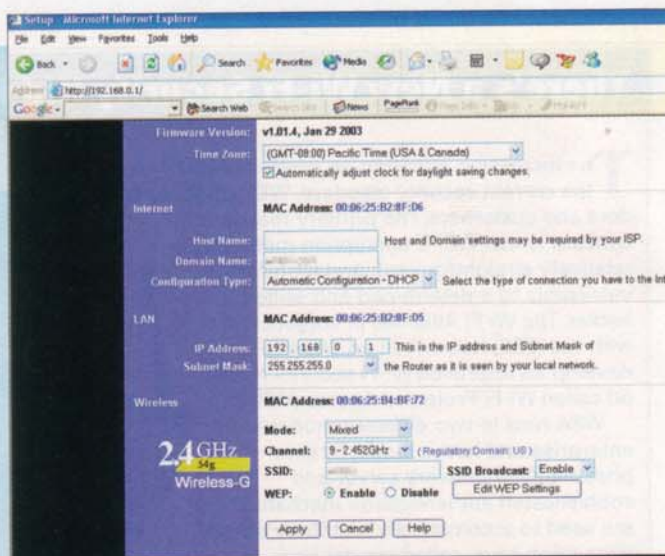 Setup - Microsoft Internet Explorer
File Edit View Favorites Tools Help
Back Search Favorites Media
Address http://192.168.0.1/
Google Search Web News PageRank
Firmware Version: v1.01.4, Jan 29 2003
Time Zone: (GMT-08:00) Pacific Time (USA & Canada)
Automatically adjust clock for daylight saving changes.
Internet MAC Address: 00:06:25:B2:8F:D6
Host Name: Host and Domain settings may be required by your ISP.
Domain Name:
Configuration Type: Automatic Configuration - DHCP Select the type of connection you have to the Int
LAN MAC Address: 00:06:25:B2:8F:D5
IP Address: 192 . 168 . 0 . 1 This is the IP address and Subnet Mask of
Subnet Mask: 255.255.255.0 the Router as it is seen by your local network.
Wireless MAC Address: 00:06:25:B4:BF:72
Mode: Mixed
Channel: 9 - 2.452GHz ( Regulatory Domain: US )
SSID: SSID Broadcast: Enable
WEP: Enable Disable Edit WEP Settings
2.4GHz
54g
Wireless-G
Apply Cancel Help